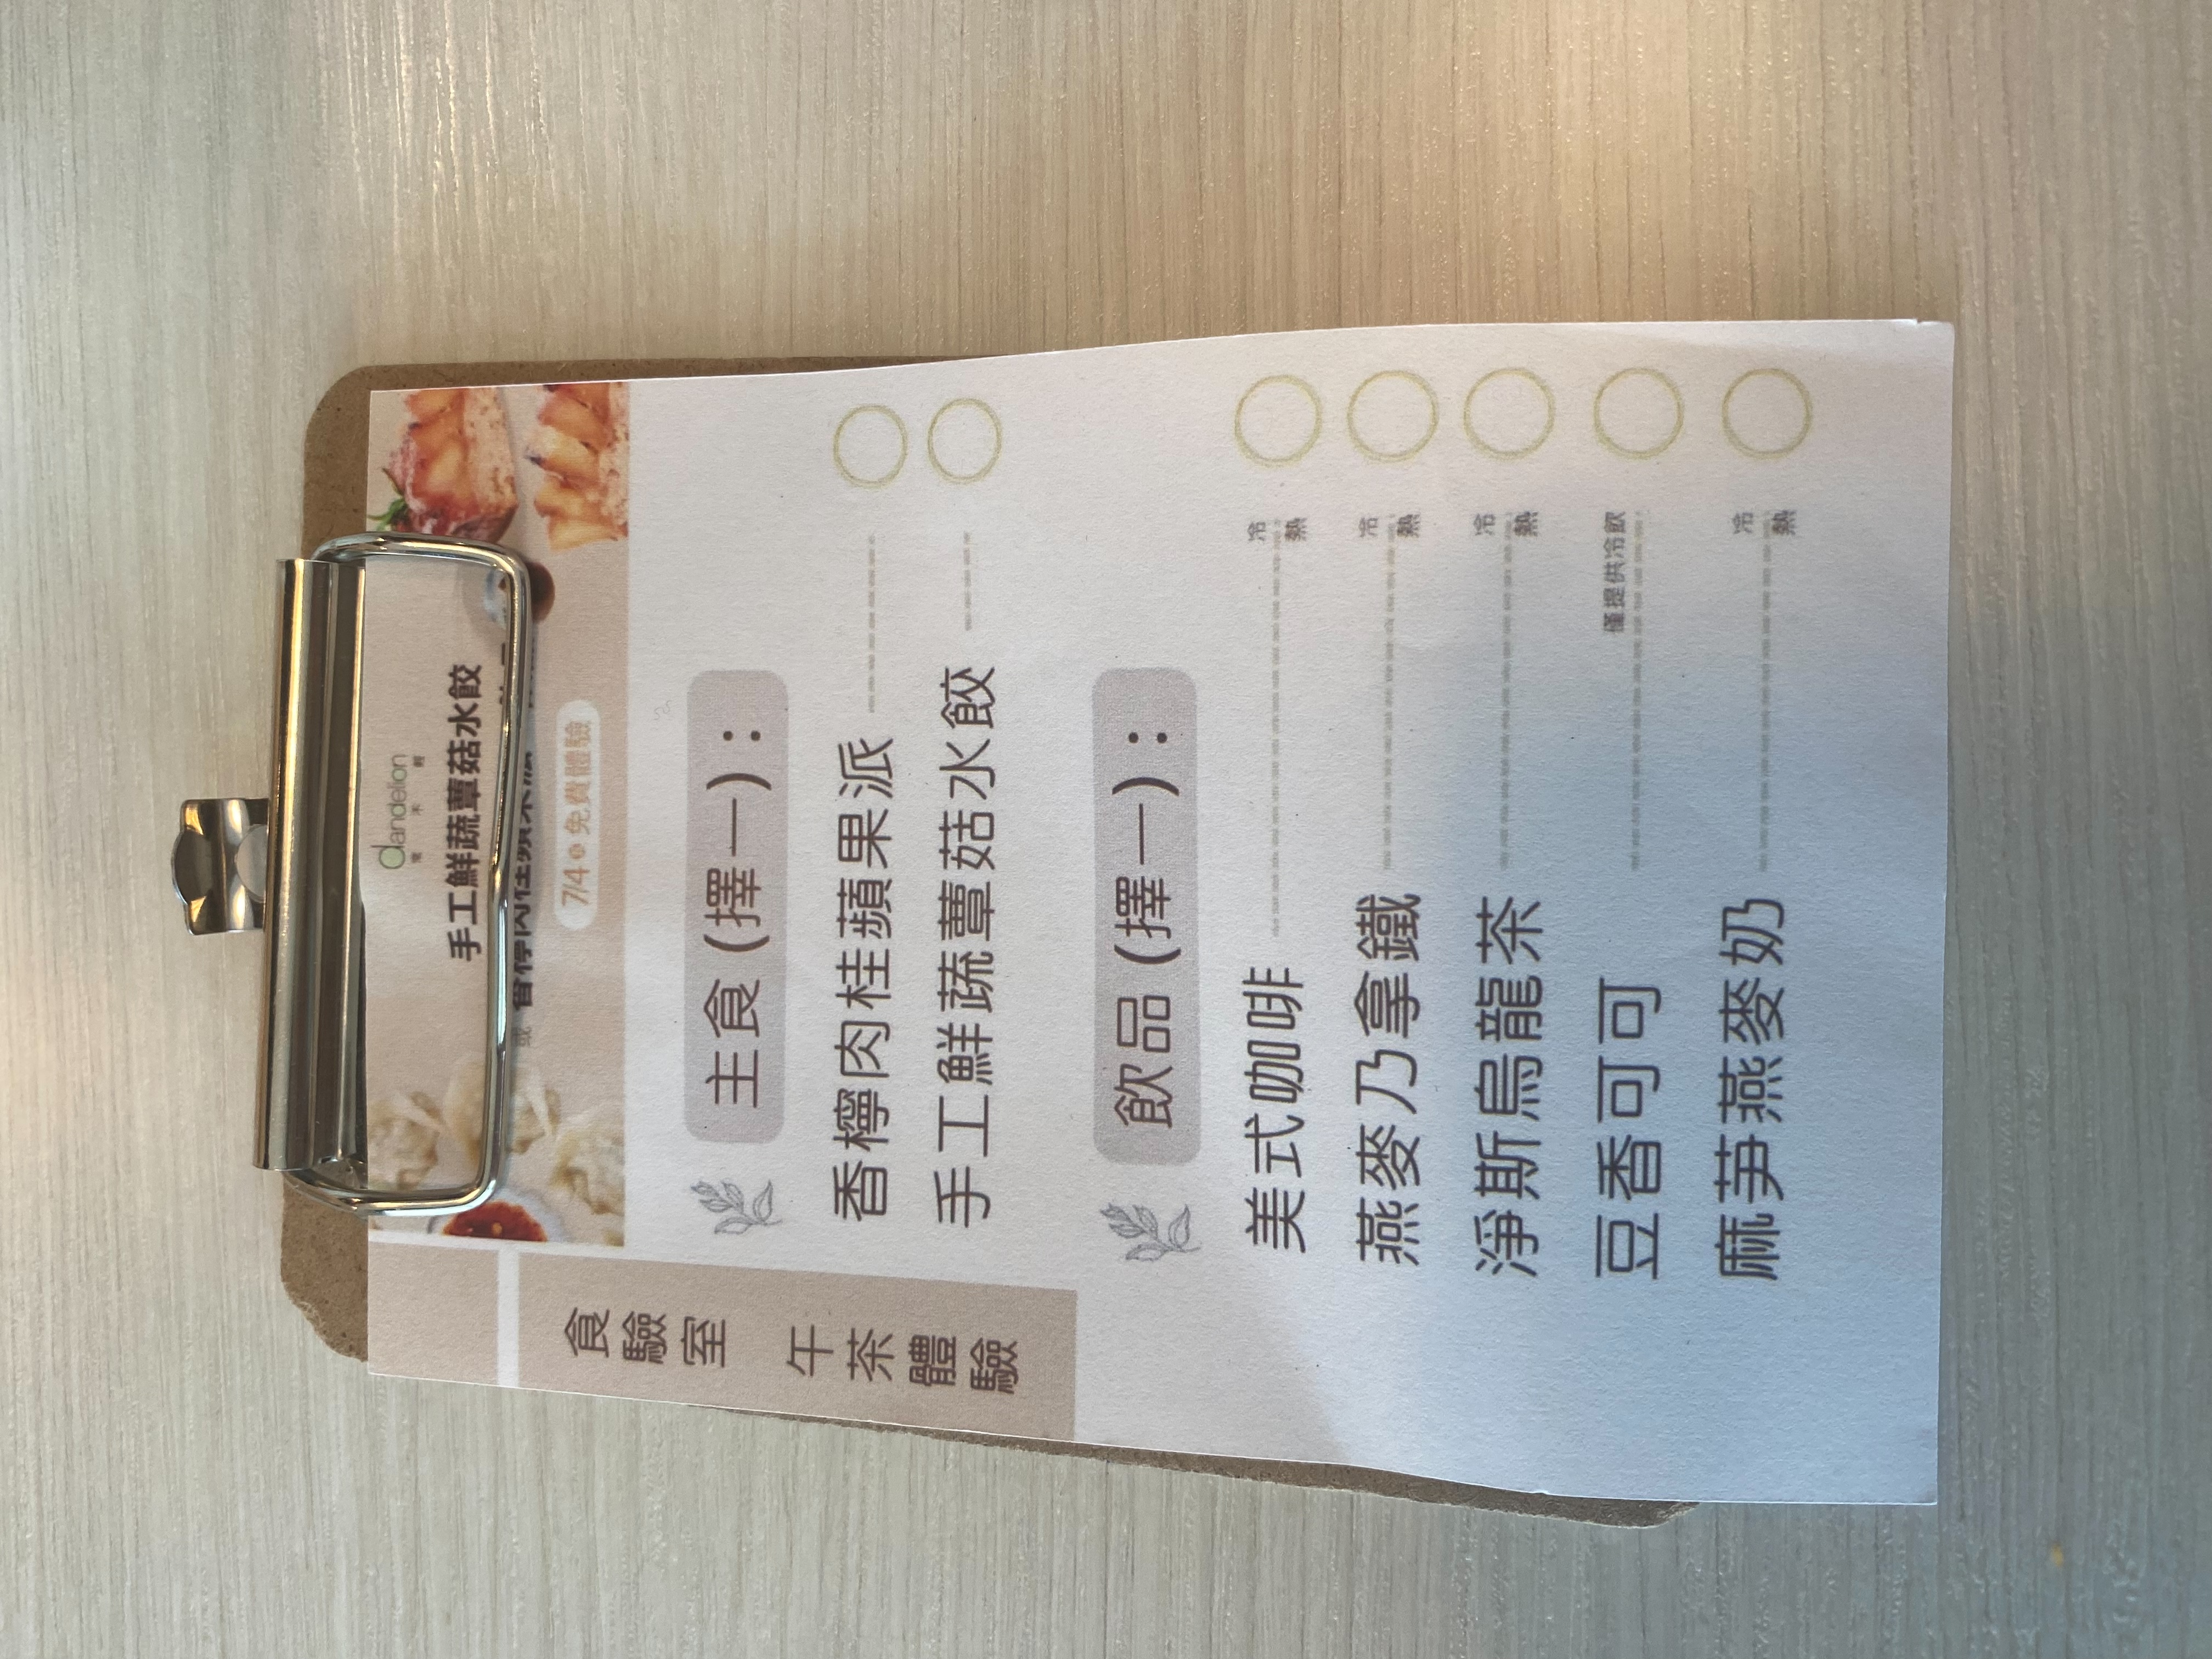 dandelion
手工鮮蔬蕈菇水餃
或
7/4 免費體驗
食驗室 午茶體驗
主食（擇一）：
香檸肉桂蘋果派
手工鮮蔬蕈菇水餃
飲品（擇一）：
美式咖啡 冷 熱
燕麥乃拿鐵 冷 熱
淨斯烏龍茶 冷 熱
豆香可可 僅提供冷飲
麻芛燕麥奶 冷 熱